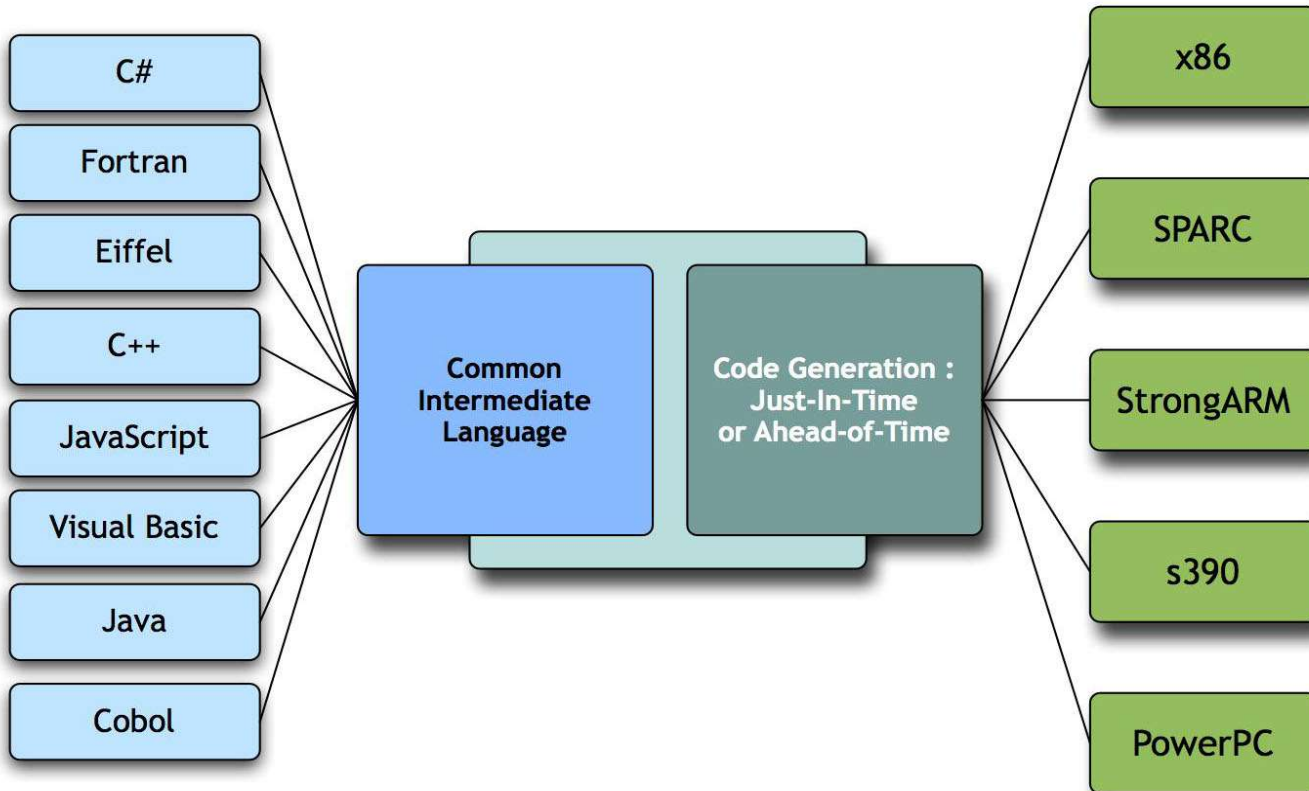 C#
Fortran
Eiffel
C++
JavaScript
Visual Basic
Java
Cobol
Common
Intermediate
Language
Code Generation :
Just-In-Time
or Ahead-of-Time
x86
SPARC
StrongARM
s390
PowerPC